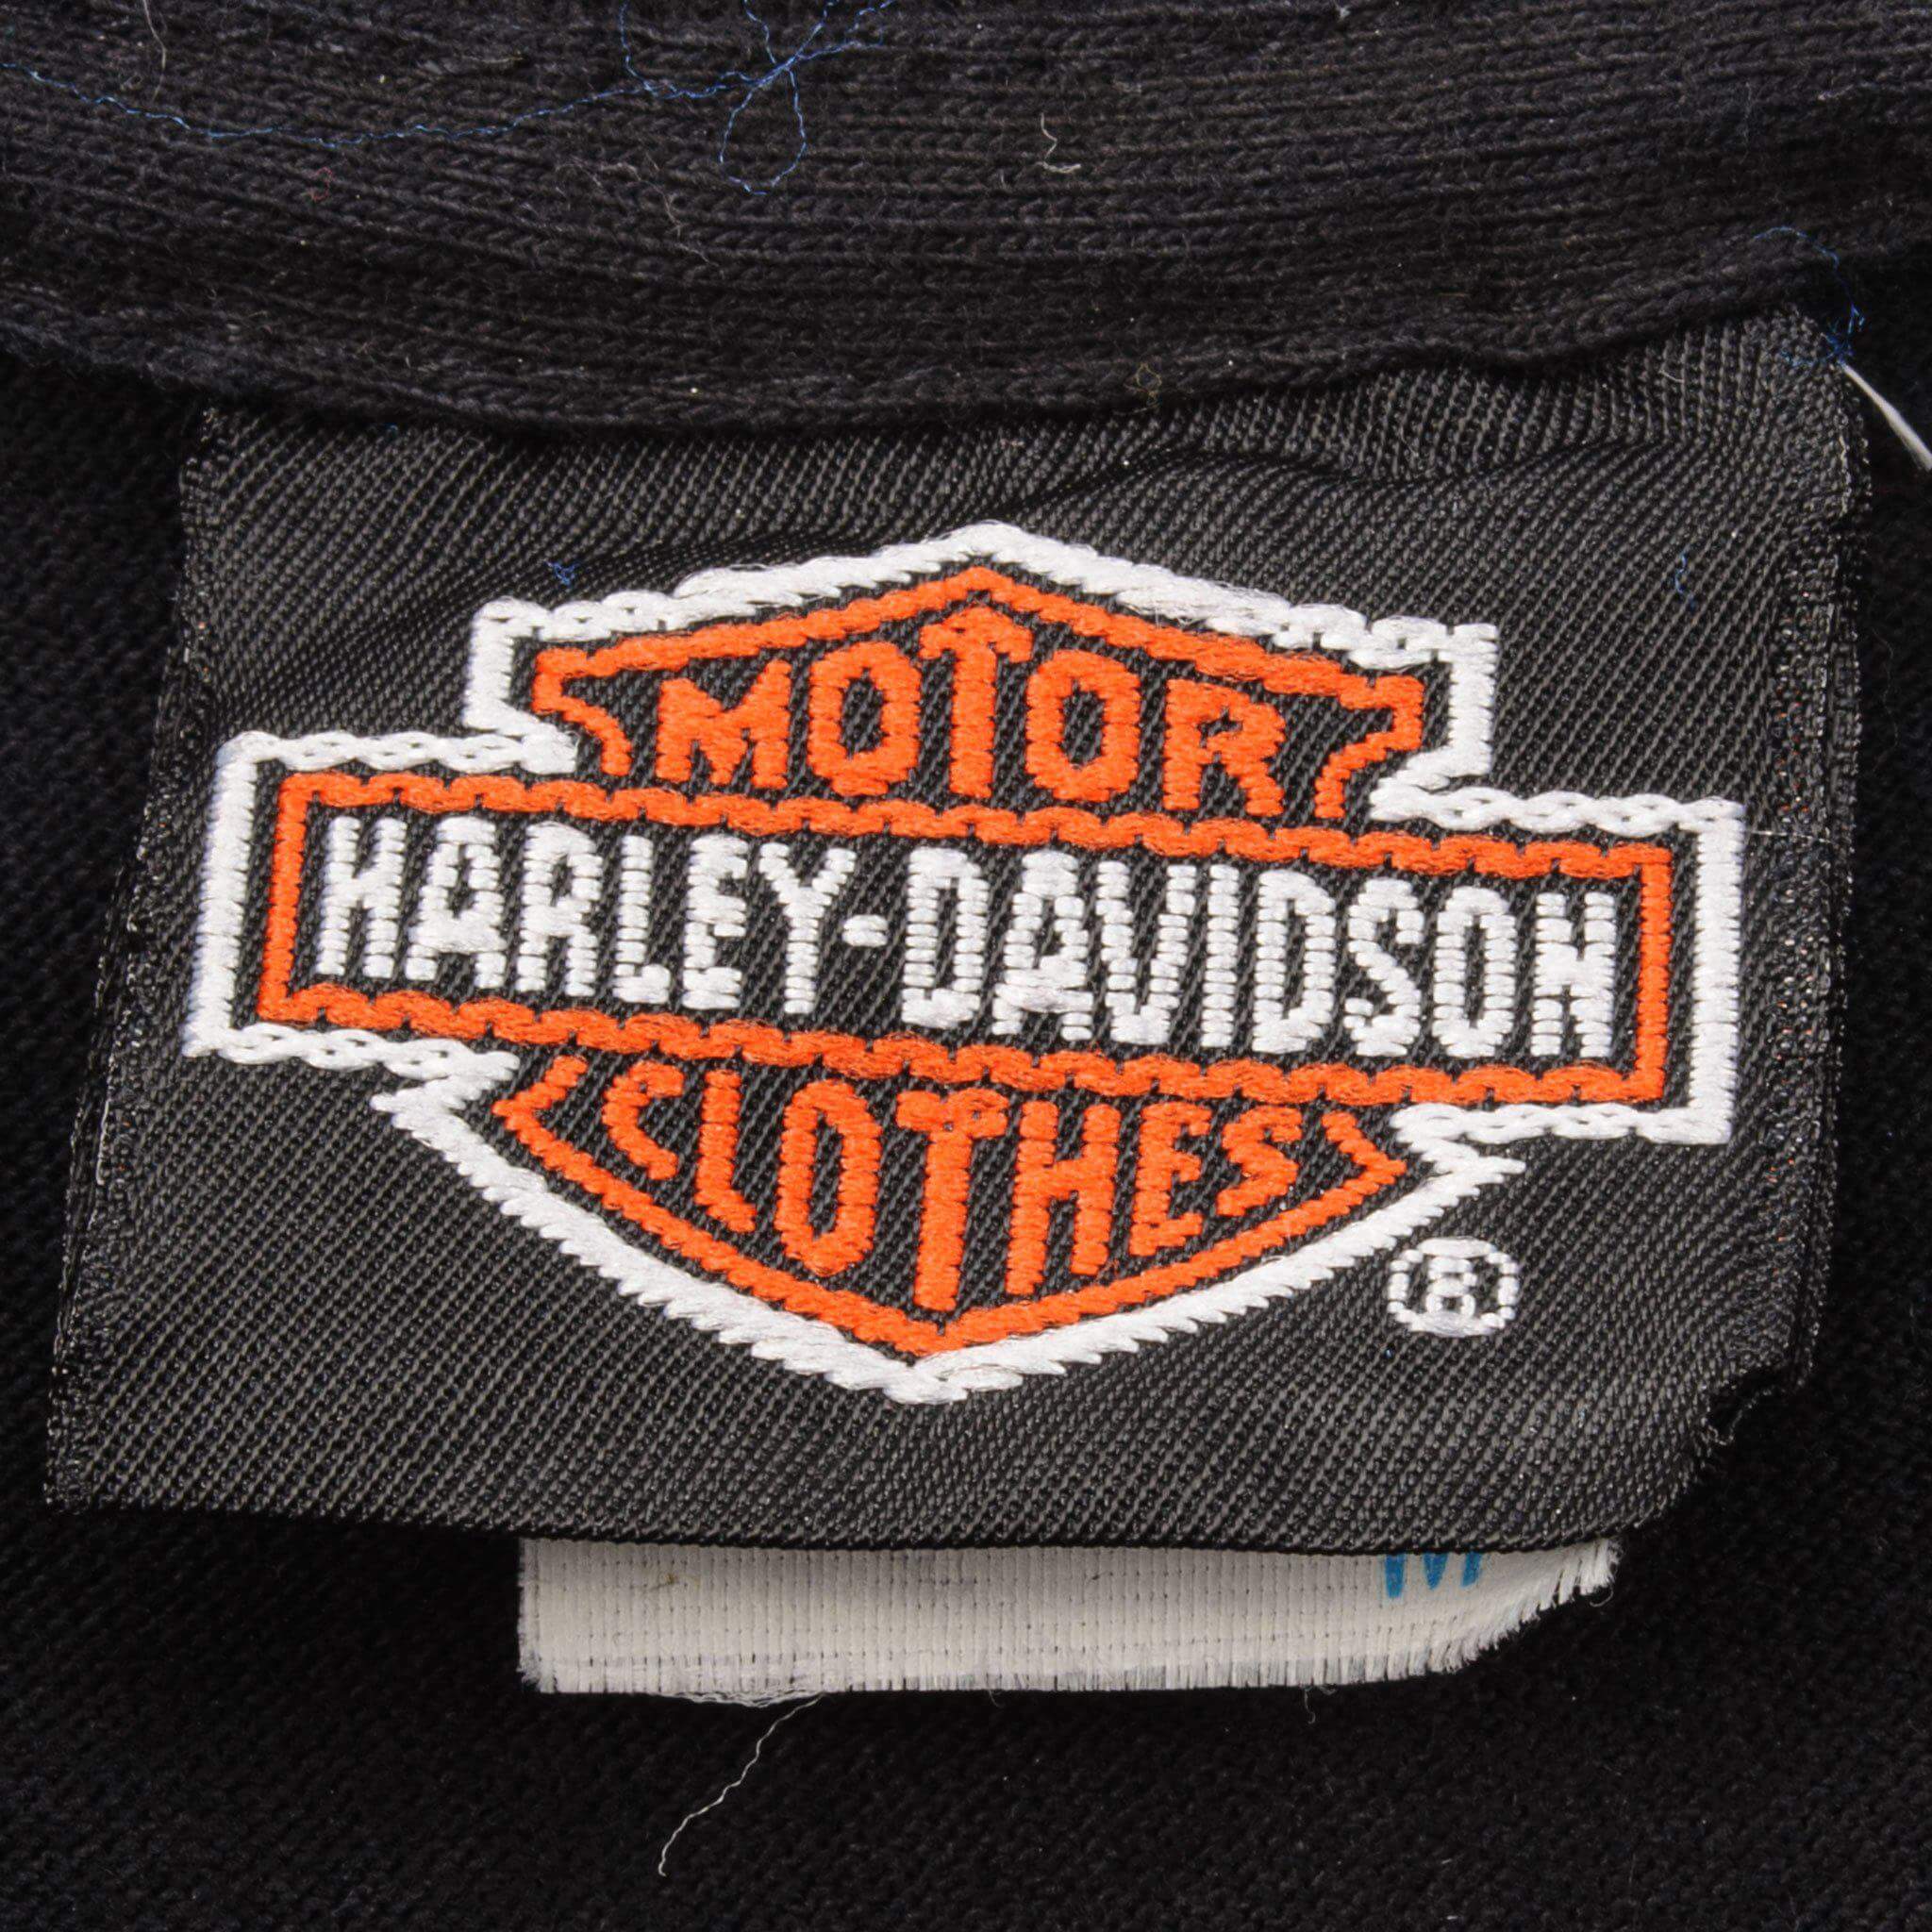 MOTOR
HARLEY-DAVIDSON
CLOTHES
®